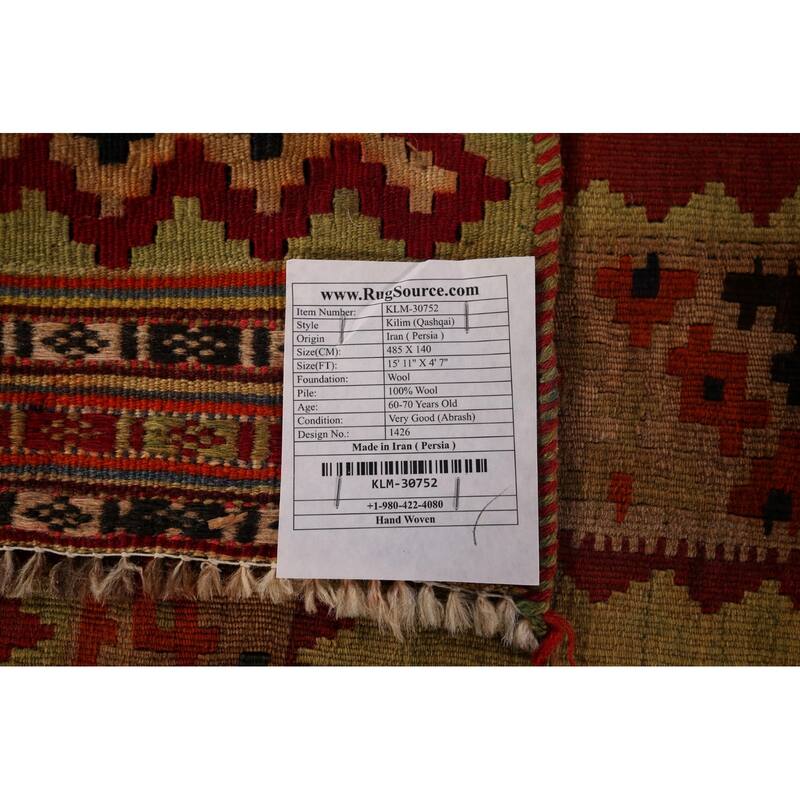 www.RugSource.com
Item Number: KLM-30752
Style Kilim (Qashqai)
Origin Iran ( Persia )
Size(CM): 485 X 140
Size(FT): 15' 11" X 4' 7"
Foundation: Wool
Pile: 100% Wool
Age: 60-70 Years Old
Condition: Very Good (Abrash)
Design No.: 1426
Made in Iran ( Persia )
KLM-30752
+1-980-422-4080
Hand Woven